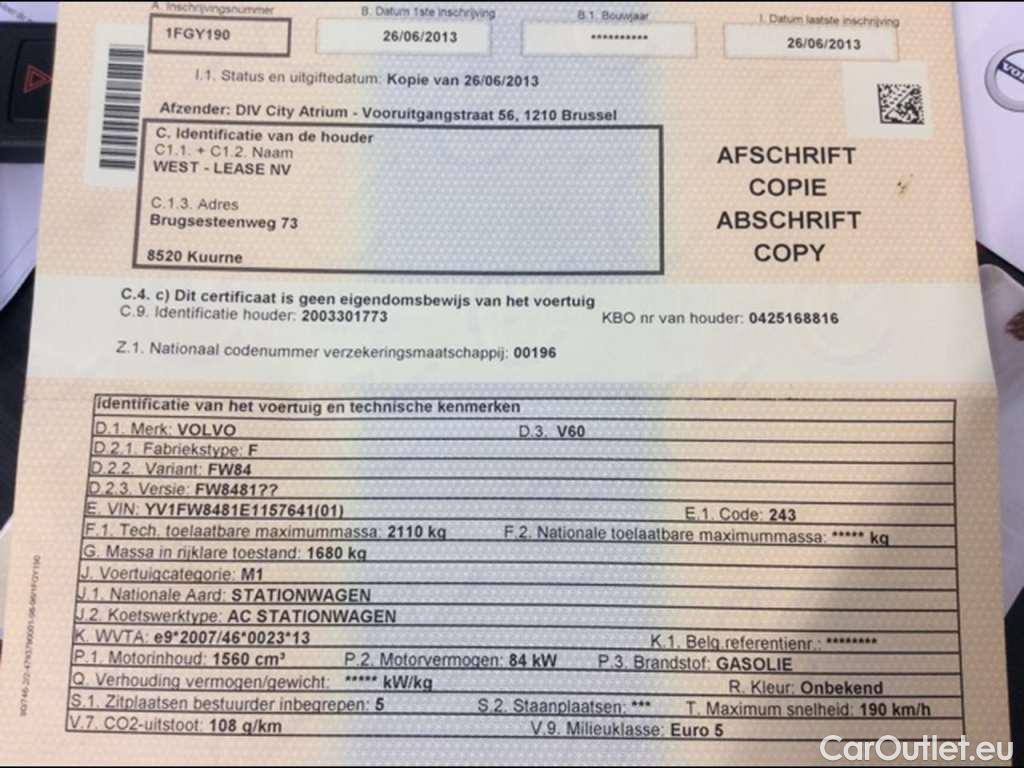 A. Inschrijvingsnummer B. Datum 1ste inschrijving B.1. Bouwjaar I. Datum laatste inschrijving
1FGY190 26/06/2013 ********** 26/06/2013
I.1. Status en uitgiftedatum: Kopie van 26/06/2013
Afzender: DIV City Atrium - Vooruitgangstraat 56, 1210 Brussel
C. Identificatie van de houder
C1.1. + C1.2. Naam
WEST - LEASE NV
C.1.3. Adres
Brugsesteenweg 73
8520 Kuurne
AFSCHRIFT
COPIE
ABSCHRIFT
COPY
C.4. c) Dit certificaat is geen eigendomsbewijs van het voertuig
C.9. Identificatie houder: 2003301773 KBO nr van houder: 0425168816
Z.1. Nationaal codenummer verzekeringsmaatschappij: 00196
Identificatie van het voertuig en technische kenmerken
D.1. Merk: VOLVO D.3. V60
D.2.1. Fabriekstype: F
D.2.2. Variant: FW84
D.2.3. Versie: FW8481??
E. VIN: YV1FW8481E1157641(01) E.1. Code: 243
F.1. Tech. toelaatbare maximummassa: 2110 kg F.2. Nationale toelaatbare maximummassa: ***** kg
G. Massa in rijklare toestand: 1680 kg
J. Voertuigcategorie: M1
J.1. Nationale Aard: STATIONWAGEN
J.2. Koetswerktype: AC STATIONWAGEN
K. WVTA: e9*2007/46*0023*13 K.1. Belg.referentienr.: ********
P.1. Motorinhoud: 1560 cm³ P.2. Motorvermogen: 84 kW P.3. Brandstof: GASOLIE
Q. Verhouding vermogen/gewicht: ***** kW/kg R. Kleur: Onbekend
S.1. Zitplaatsen bestuurder inbegrepen: 5 S.2. Staanplaatsen: *** T. Maximum snelheid: 190 km/h
V.7. CO2-uitstoot: 108 g/km V.9. Milieuklasse: Euro 5
CarOutlet.eu